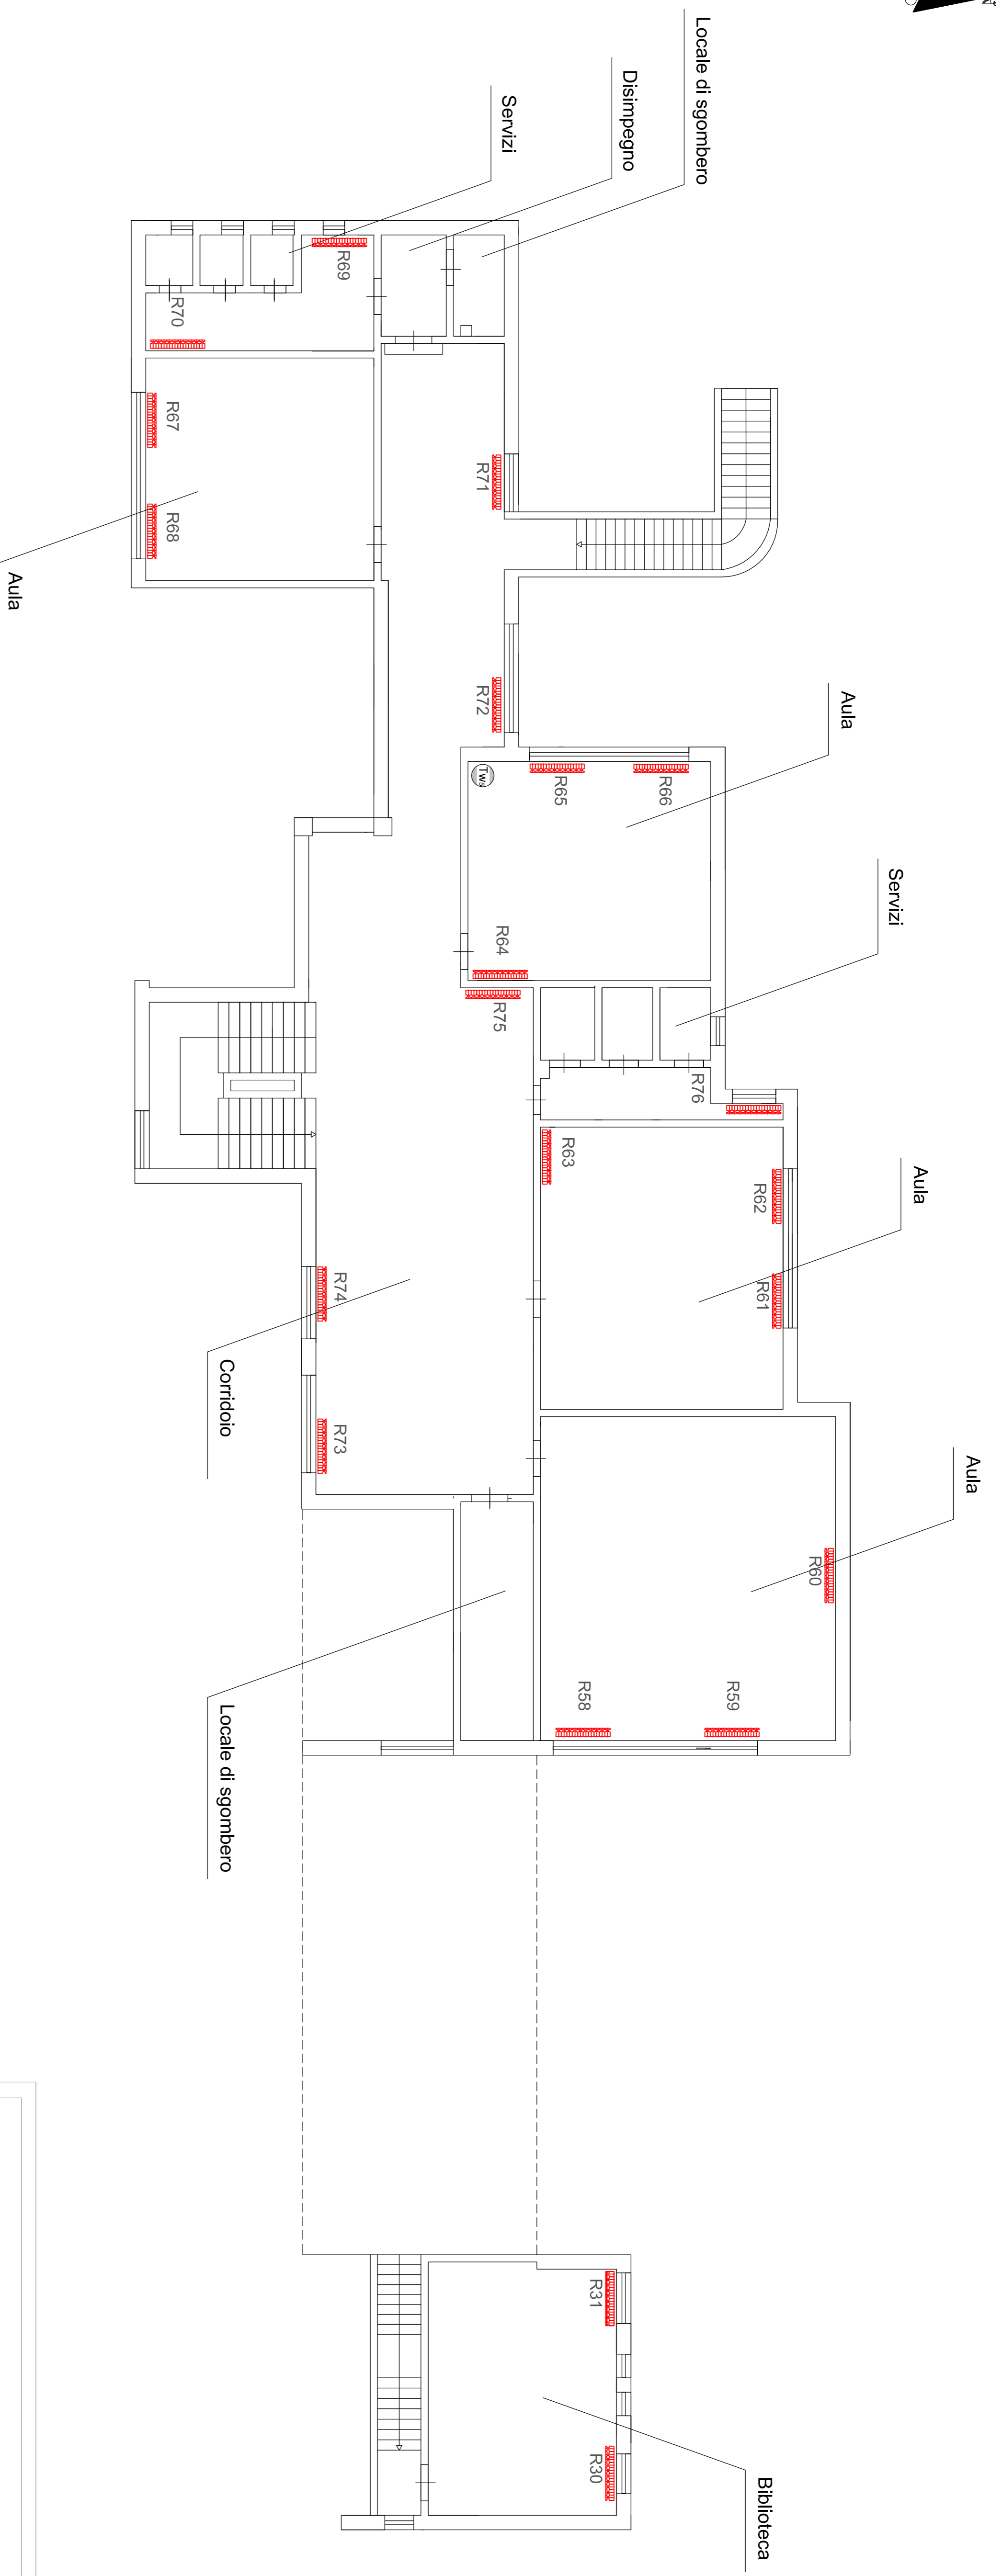 Locale di sgombero
Disimpegno
Servizi
R69
R70
R67
R68
Aula
R71
R72
Aula
Tws
R65
R66
R64
Servizi
R75
R76
R63
R62
R61
Aula
R74
R73
Corridoio
Aula
R60
R58
R59
Locale di sgombero
R31
R30
Biblioteca